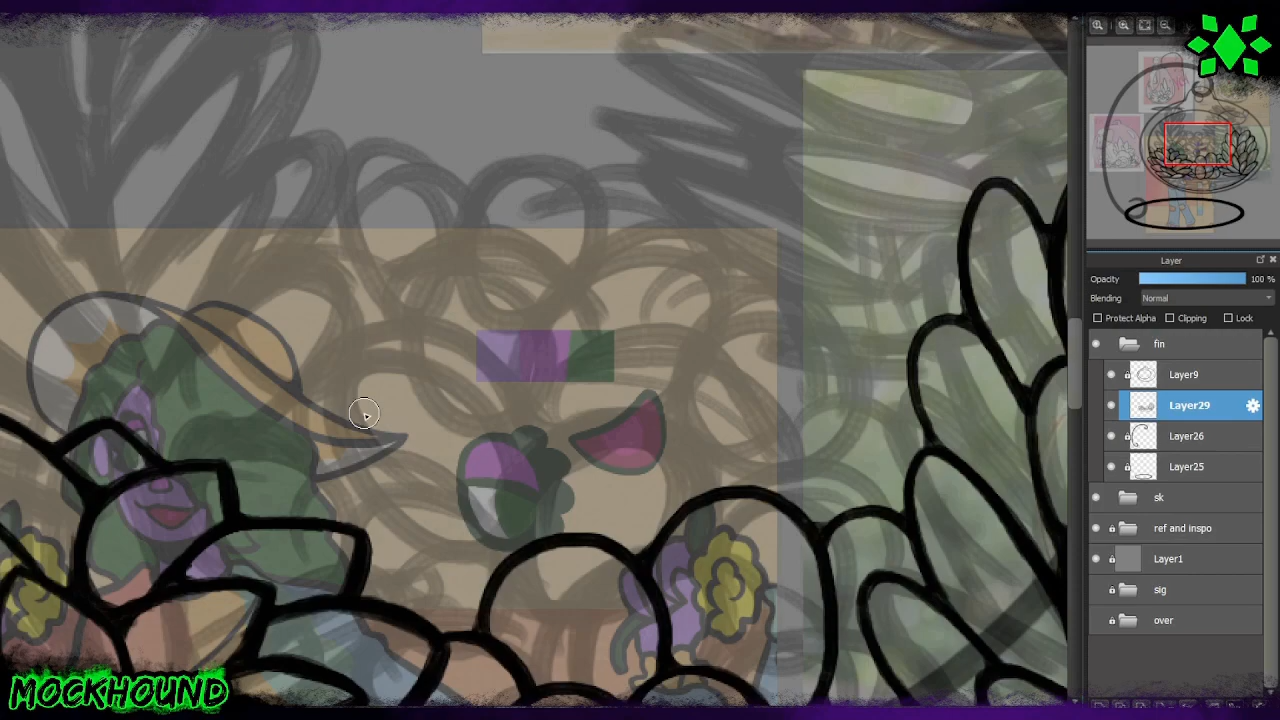 Layer
Opacity 100 %
Blending Normal
Protect Alpha Clipping Lock
fin
Layer9
Layer29
Layer26
Layer25
sk
ref and inspo
Layer1
sig
over
MOCKHOUND